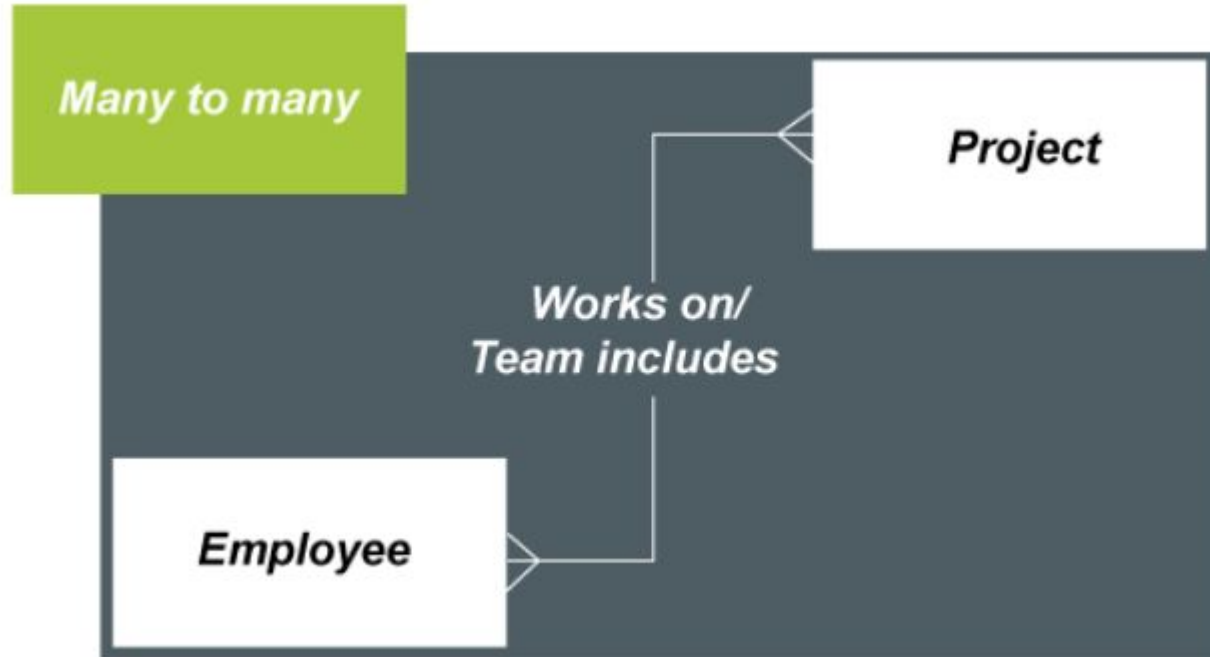 Many to many
Project
Works on/
Team includes
Employee